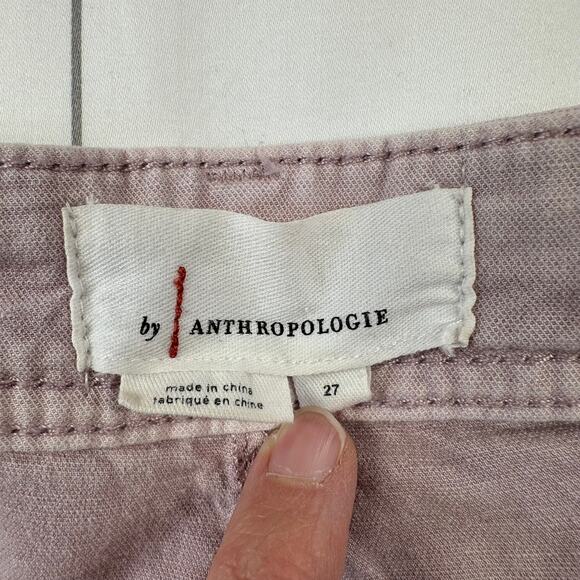 by ANTHROPOLOGIE
made in china
fabriqué en chine
27